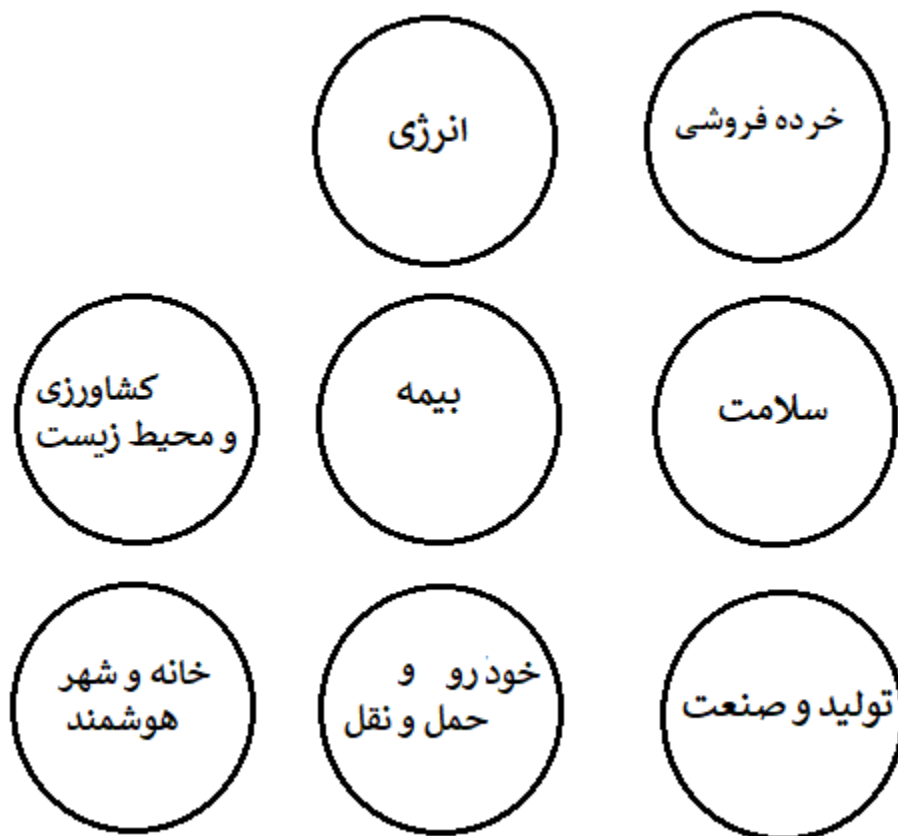 خرده فروشی
انرژی
سلامت
بیمه
کشاورزی
و محیط زیست
تولید و صنعت
خودرو و
حمل و نقل
خانه و شهر
هوشمند